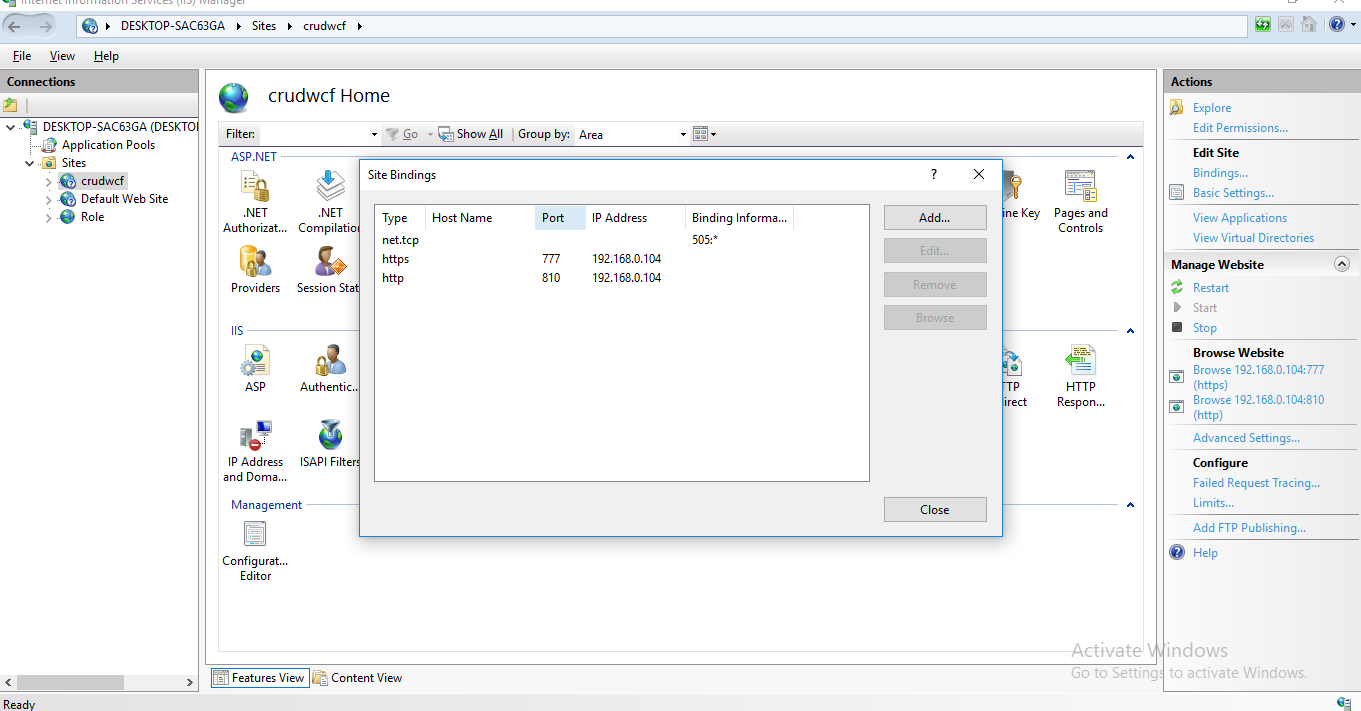 Internet Information Services (IIS) Manager
DESKTOP-SAC63GA Sites crudwcf
File View Help
Connections
DESKTOP-SAC63GA (DESKTO
Application Pools
Sites
crudwcf
Default Web Site
Role
crudwcf Home
Filter: Go Show All Group by: Area
ASP.NET
.NET
Authorizat...
.NET
Compilation
ine Key
Pages and
Controls
Providers
Session Stat
IIS
ASP
Authentic...
TP
irect
HTTP
Respon...
IP Address
and Doma...
ISAPI Filters
Management
Configurat...
Editor
Site Bindings
?
Type Host Name Port IP Address Binding Informa...
net.tcp 505:*
https 777 192.168.0.104
http 810 192.168.0.104
Add...
Edit...
Remove
Browse
Close
Features View Content View
Actions
Explore
Edit Permissions...
Edit Site
Bindings...
Basic Settings...
View Applications
View Virtual Directories
Manage Website
Restart
Start
Stop
Browse Website
Browse 192.168.0.104:777
(https)
Browse 192.168.0.104:810
(http)
Advanced Settings...
Configure
Failed Request Tracing...
Limits...
Add FTP Publishing...
Help
Activate Windows
Go to Settings to activate Windows.
Ready